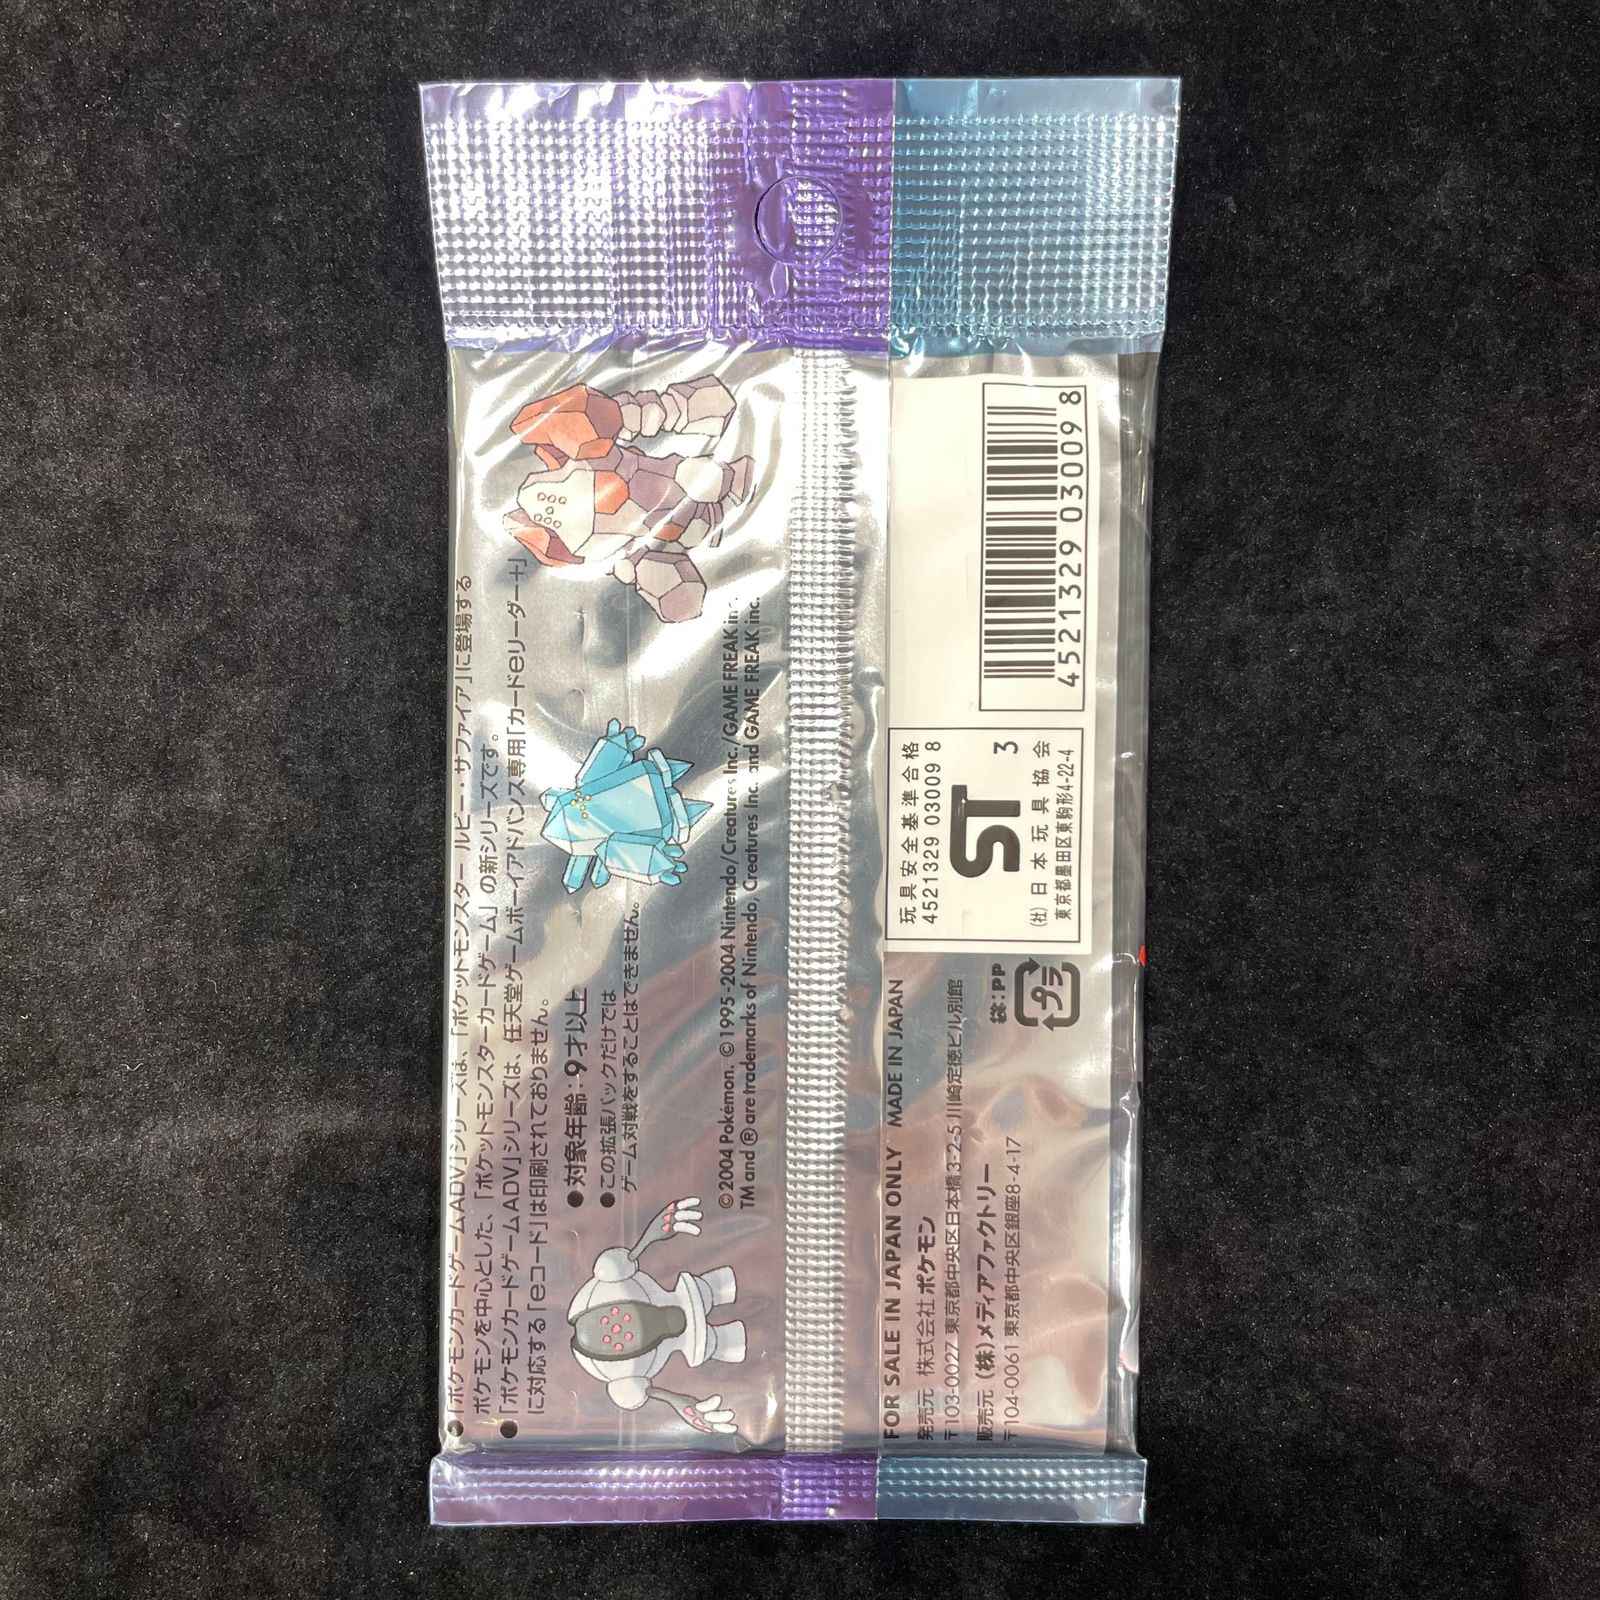 ●「ポケモンカードゲームADV」シリーズは、「ポケットモンスター ルビー・サファイア」に登場する
ポケモンを中心とした、「ポケットモンスターカードゲーム」の新シリーズです。
●「ポケモンカードゲームADV」シリーズは、任天堂ゲームボーイアドバンス専用「カードeリーダー+」
に対応する「eコード」は印刷されておりません。
●対象年齢:9才以上
●この拡張パックだけでは
ゲーム対戦をすることはできません。
©2004 Pokémon. ©1995-2004 Nintendo/Creatures Inc./GAME FREAK inc.
TM and ® are trademarks of Nintendo, Creatures Inc. and GAME FREAK inc.
FOR SALE IN JAPAN ONLY MADE IN JAPAN
発売元 株式会社 ポケモン
〒103-0027 東京都中央区日本橋3-2-5川崎定徳ビル別館
販売元 (株)メディアファクトリー
〒104-0061 東京都中央区銀座8-4-17
袋:PP
プラ
玩具安全基準合格
4521329 03009 8
ST 3
(社)日本玩具協会
東京都墨田区東駒形4-22-4
4521329 030098